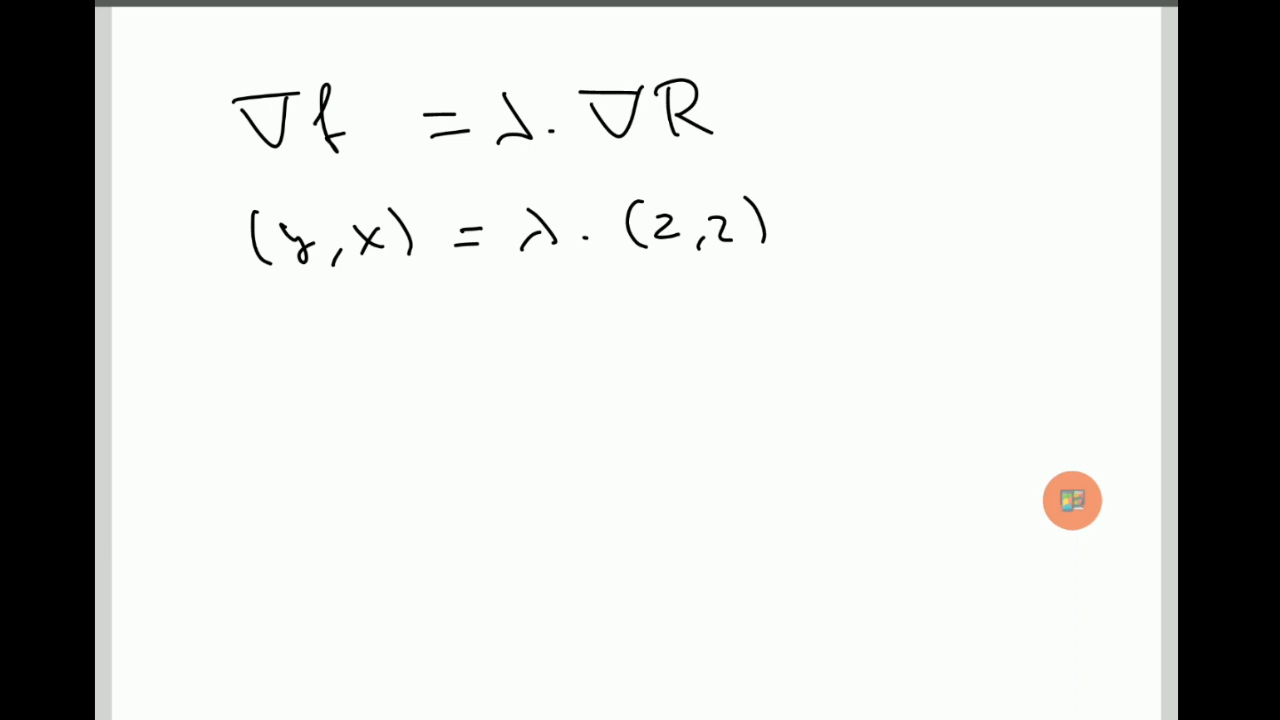 ∇f = λ. ∇R
(y, x) = λ. (2,2)